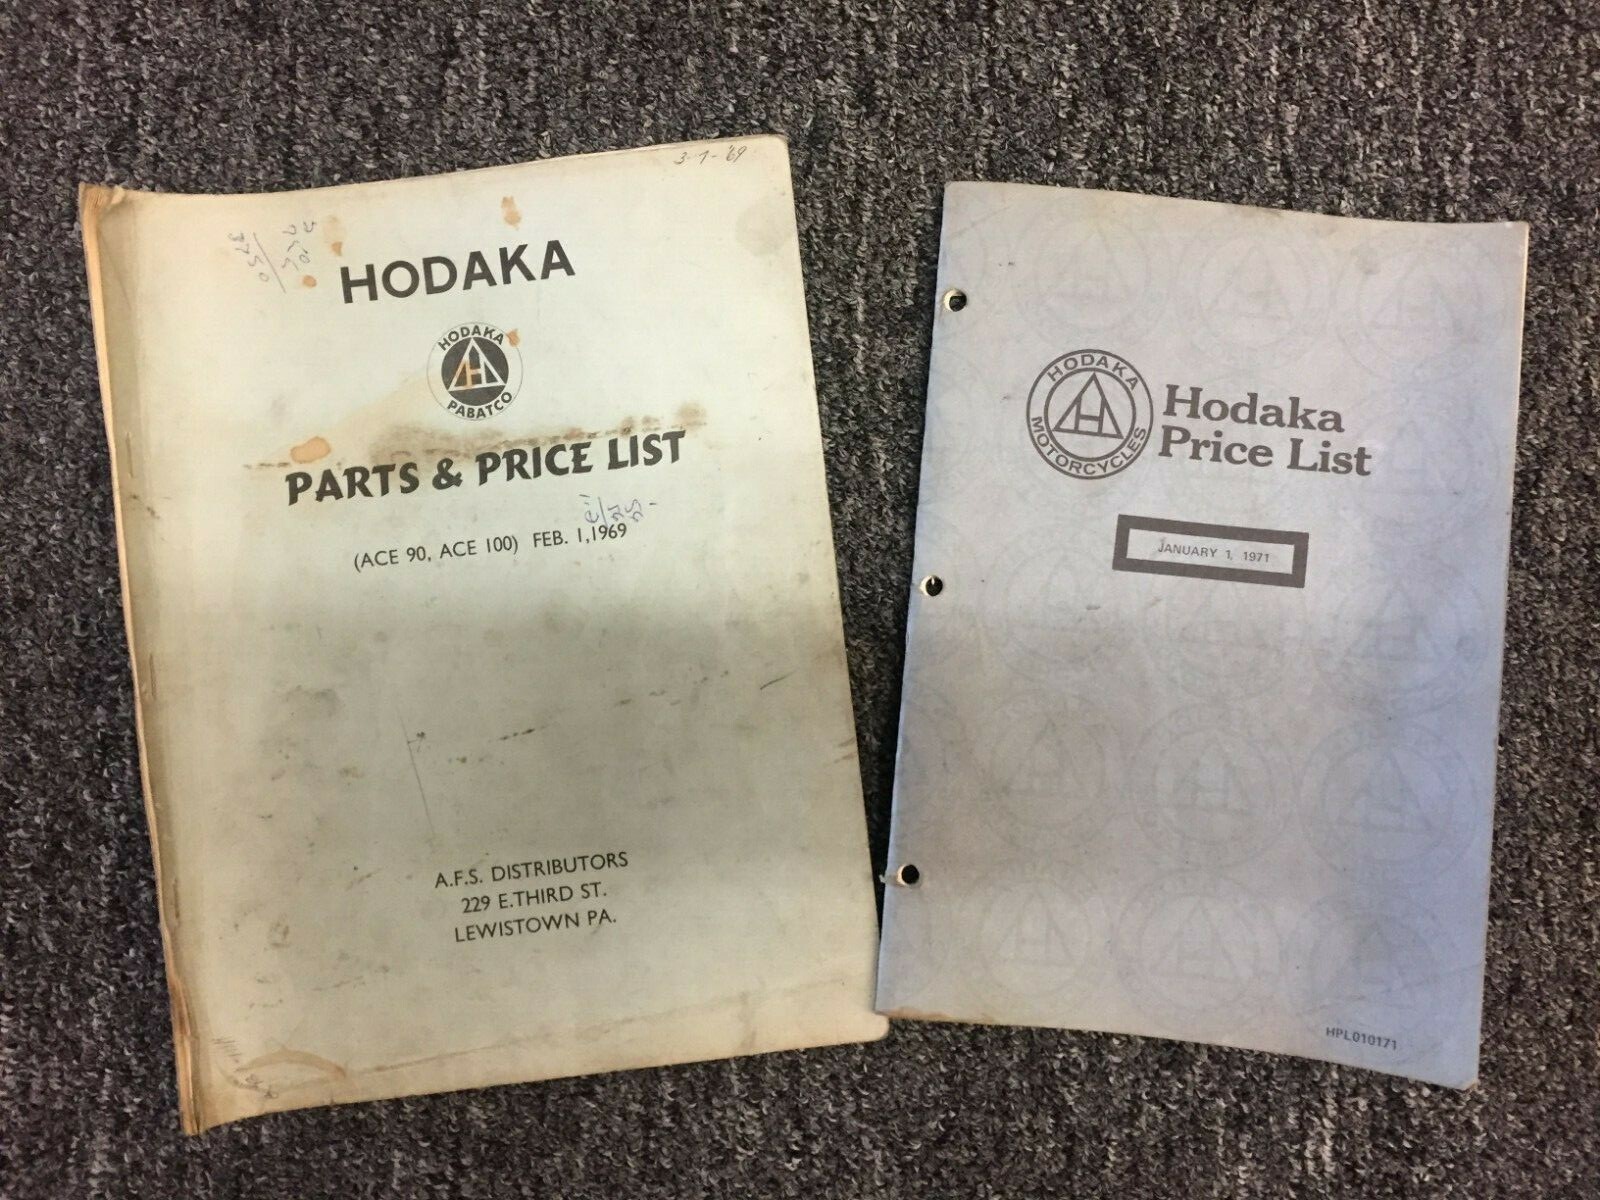 3-7-'69
HODAKA
HODAKA
PABATCO
PARTS & PRICE LIST
(ACE 90, ACE 100) FEB. 1, 1969
A.F.S. DISTRIBUTORS
229 E. THIRD ST.
LEWISTOWN PA.
HODAKA
MOTORCYCLES
Hodaka
Price List
JANUARY 1, 1971
HPL010171